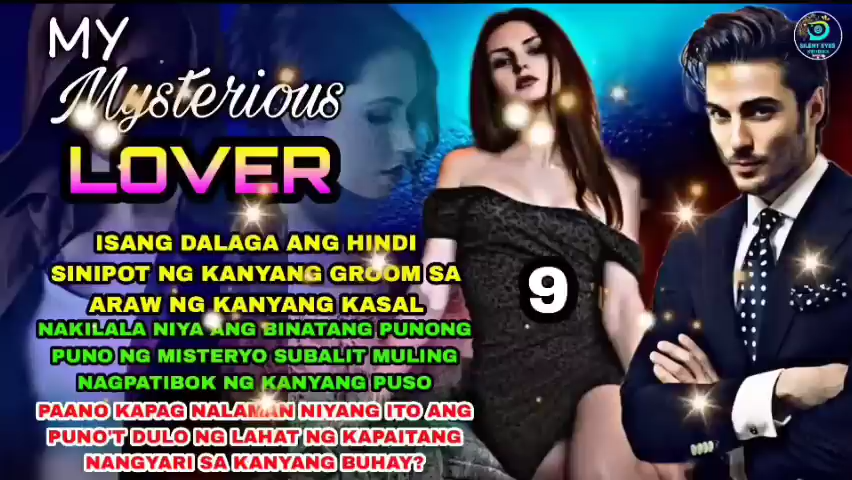 MY
Mysterious
LOVER
ISANG DALAGA ANG HINDI
SINIPOT NG KANYANG GROOM SA
ARAW NG KANYANG KASAL
NAKILALA NIYA ANG BINATANG PUNONG
PUNO NG MISTERYO SUBALIT MULING
NAGPATIBOK NG KANYANG PUSO
PAANO KAPAG NALAMAN NIYANG ITO ANG
PUNO'T DULO NG LAHAT NG KAPAITANG
NANGYARI SA KANYANG BUHAY?
9
SILENT EYES